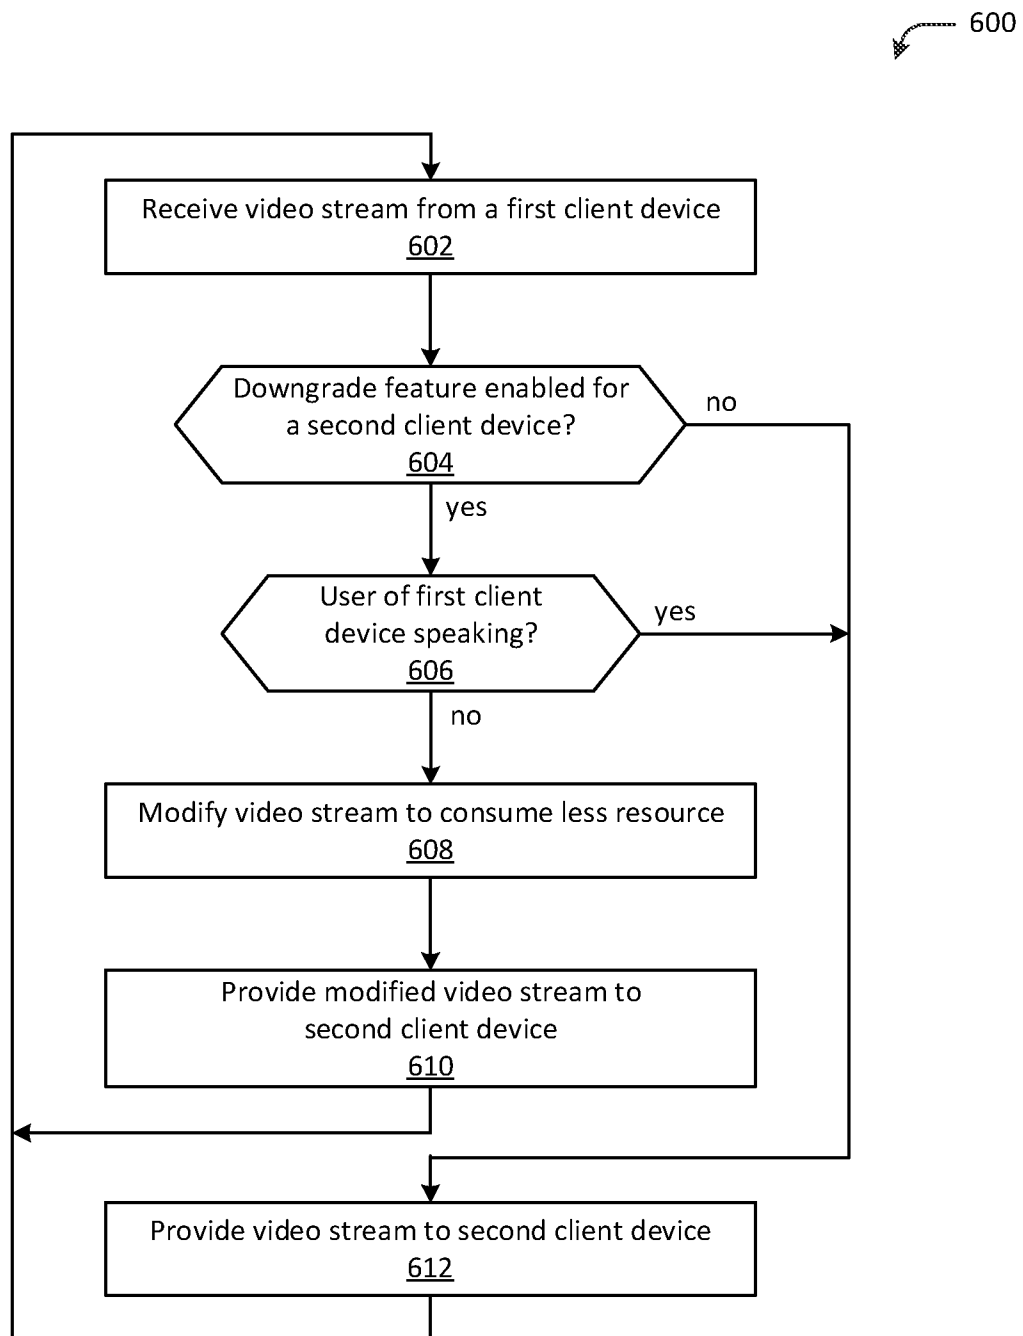 600
Receive video stream from a first client device
602
Downgrade feature enabled for
a second client device?
604
no
yes
User of first client
device speaking?
606
yes
no
Modify video stream to consume less resource
608
Provide modified video stream to
second client device
610
Provide video stream to second client device
612